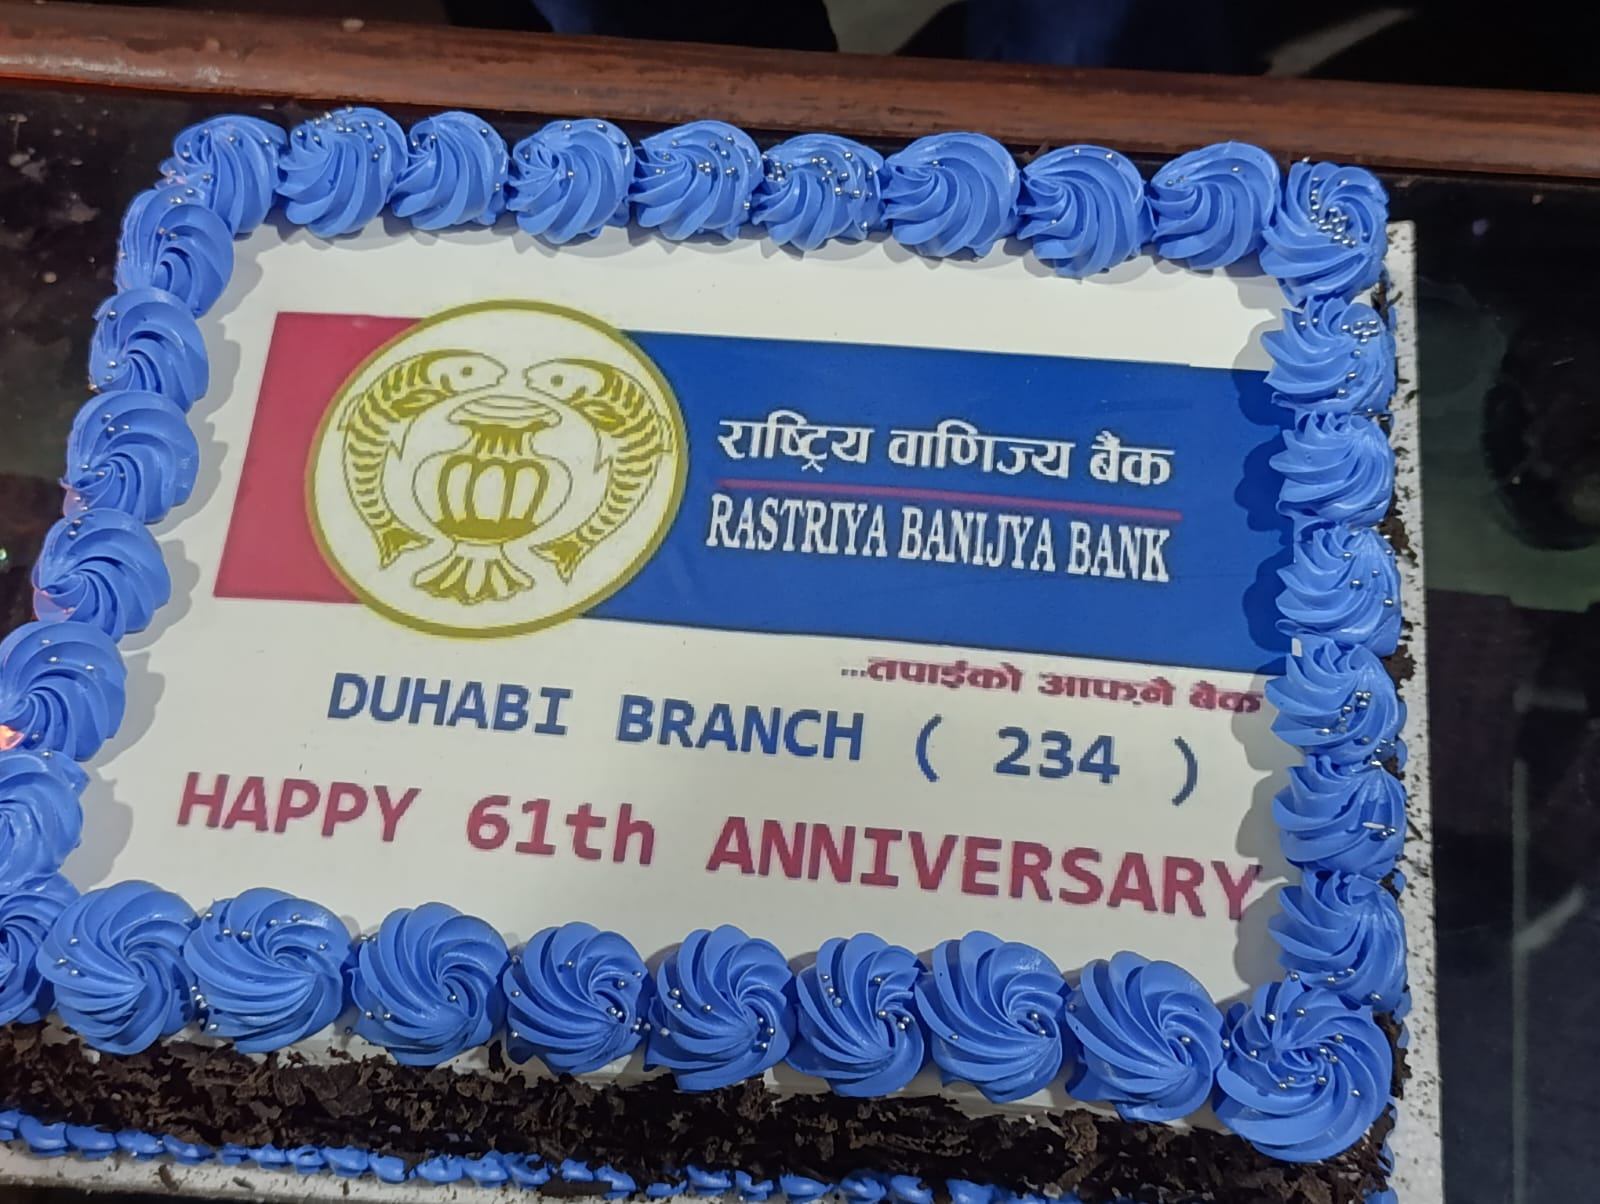 राष्ट्रिय वाणिज्य बैंक
RASTRIYA BANIJYA BANK
...तपाईको आफ्नै बैंक
DUHABI BRANCH ( 234 )
HAPPY 61th ANNIVERSARY